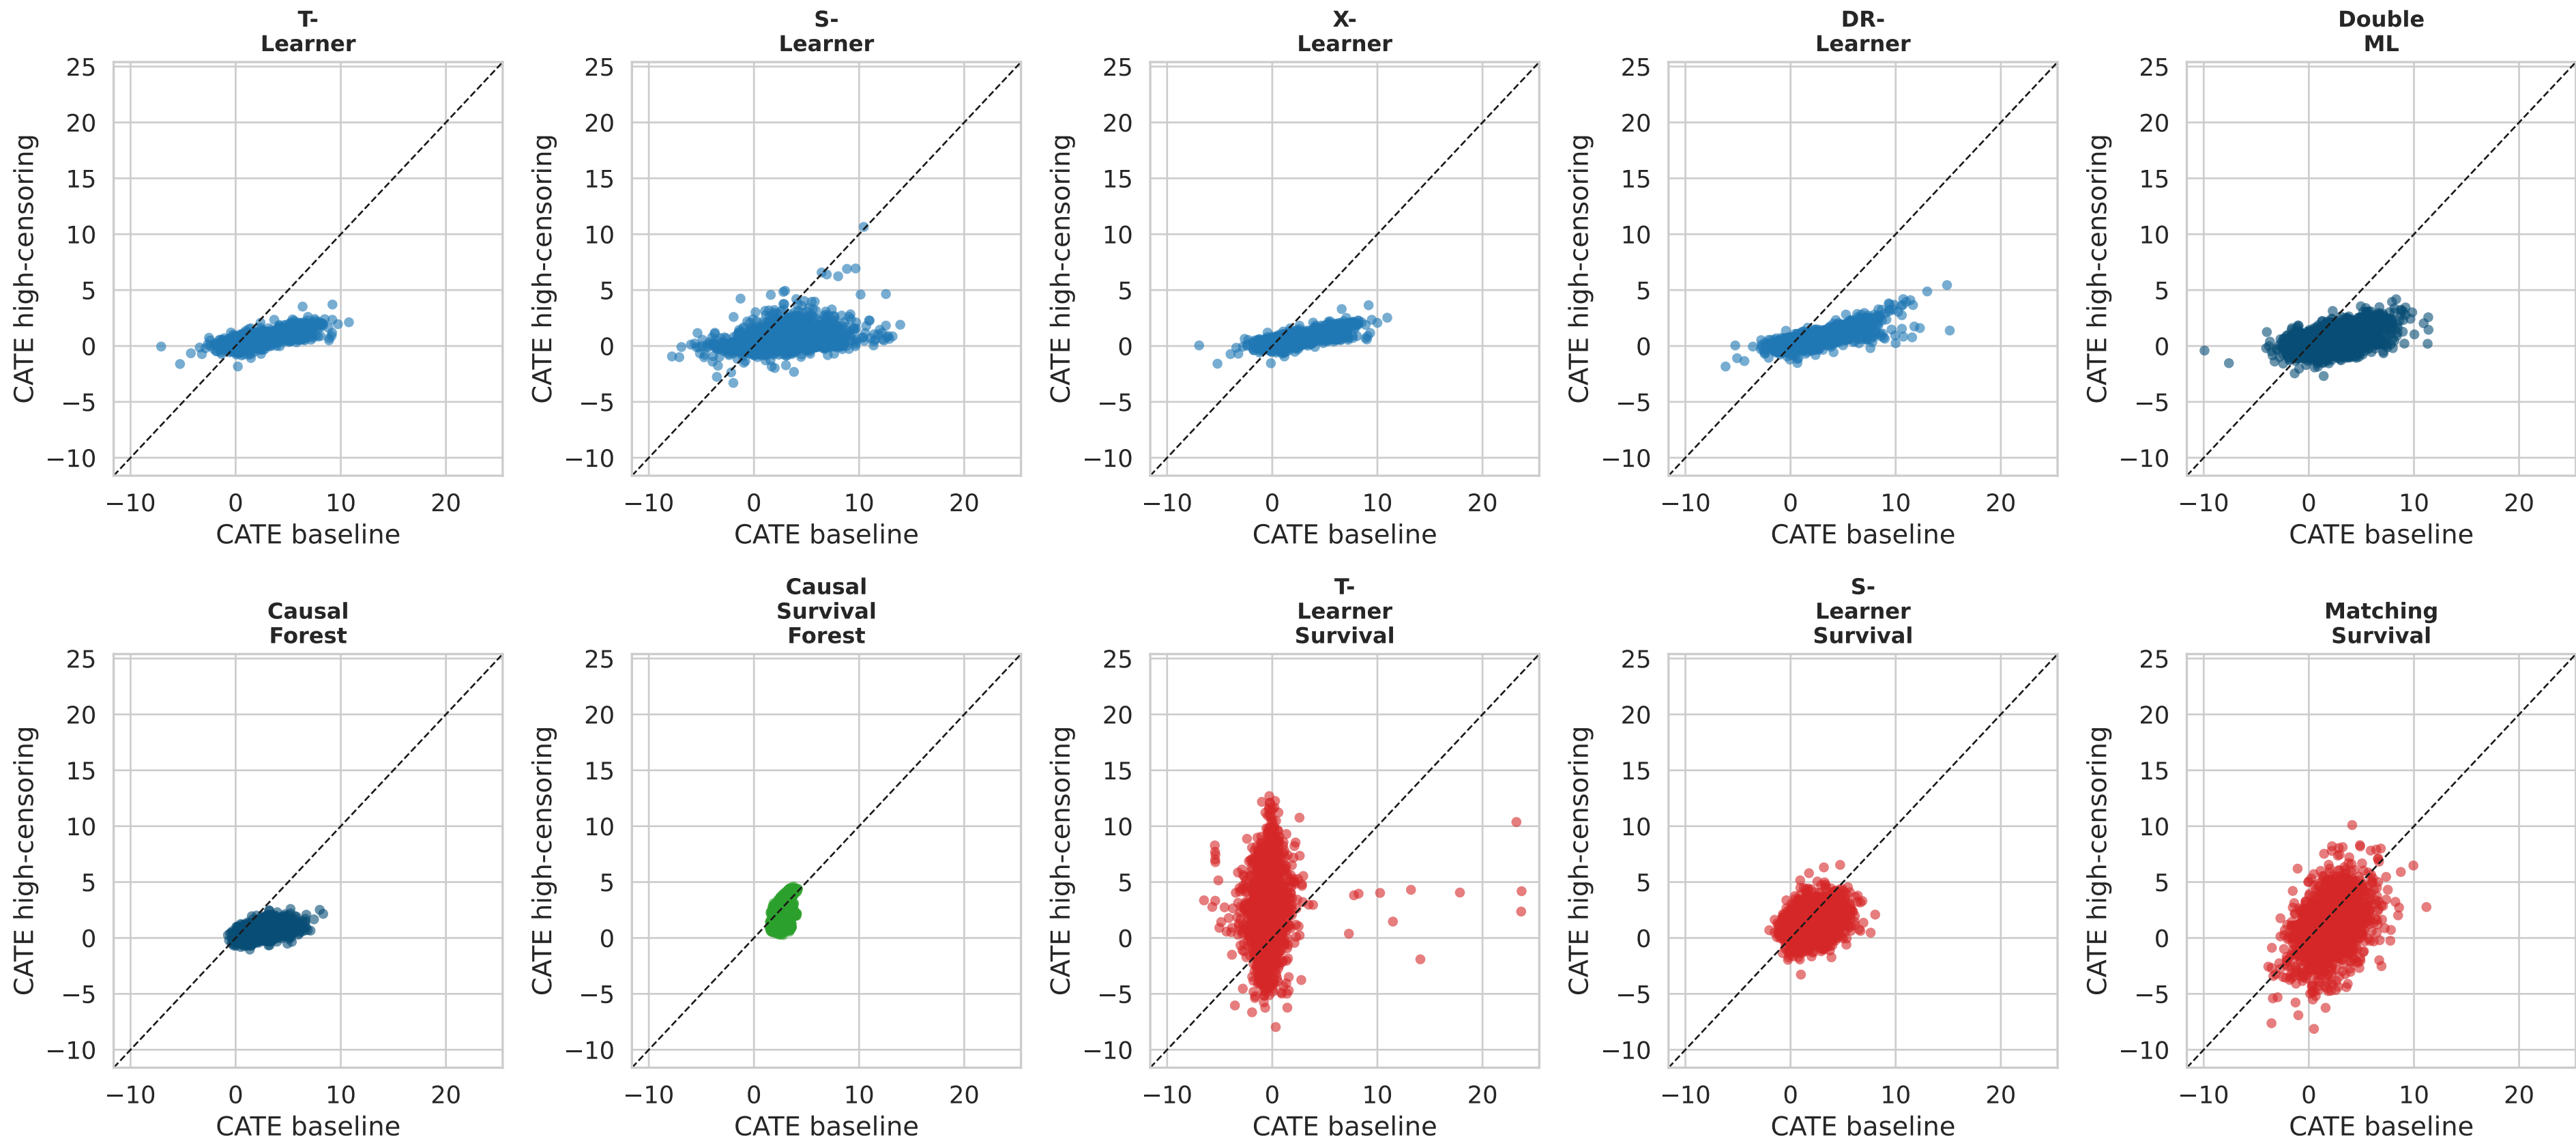 T-
Learner
S-
Learner
X-
Learner
DR-
Learner
Double
ML
25
20
15
10
5
0
−5
−10
CATE high-censoring
−10 0 10 20
CATE baseline
25
20
15
10
5
0
−5
−10
CATE high-censoring
−10 0 10 20
CATE baseline
25
20
15
10
5
0
−5
−10
CATE high-censoring
−10 0 10 20
CATE baseline
25
20
15
10
5
0
−5
−10
CATE high-censoring
−10 0 10 20
CATE baseline
25
20
15
10
5
0
−5
−10
CATE high-censoring
−10 0 10 20
CATE baseline
Causal
Forest
Causal
Survival
Forest
T-
Learner
Survival
S-
Learner
Survival
Matching
Survival
25
20
15
10
5
0
−5
−10
CATE high-censoring
−10 0 10 20
CATE baseline
25
20
15
10
5
0
−5
−10
CATE high-censoring
−10 0 10 20
CATE baseline
25
20
15
10
5
0
−5
−10
CATE high-censoring
−10 0 10 20
CATE baseline
25
20
15
10
5
0
−5
−10
CATE high-censoring
−10 0 10 20
CATE baseline
25
20
15
10
5
0
−5
−10
CATE high-censoring
−10 0 10 20
CATE baseline